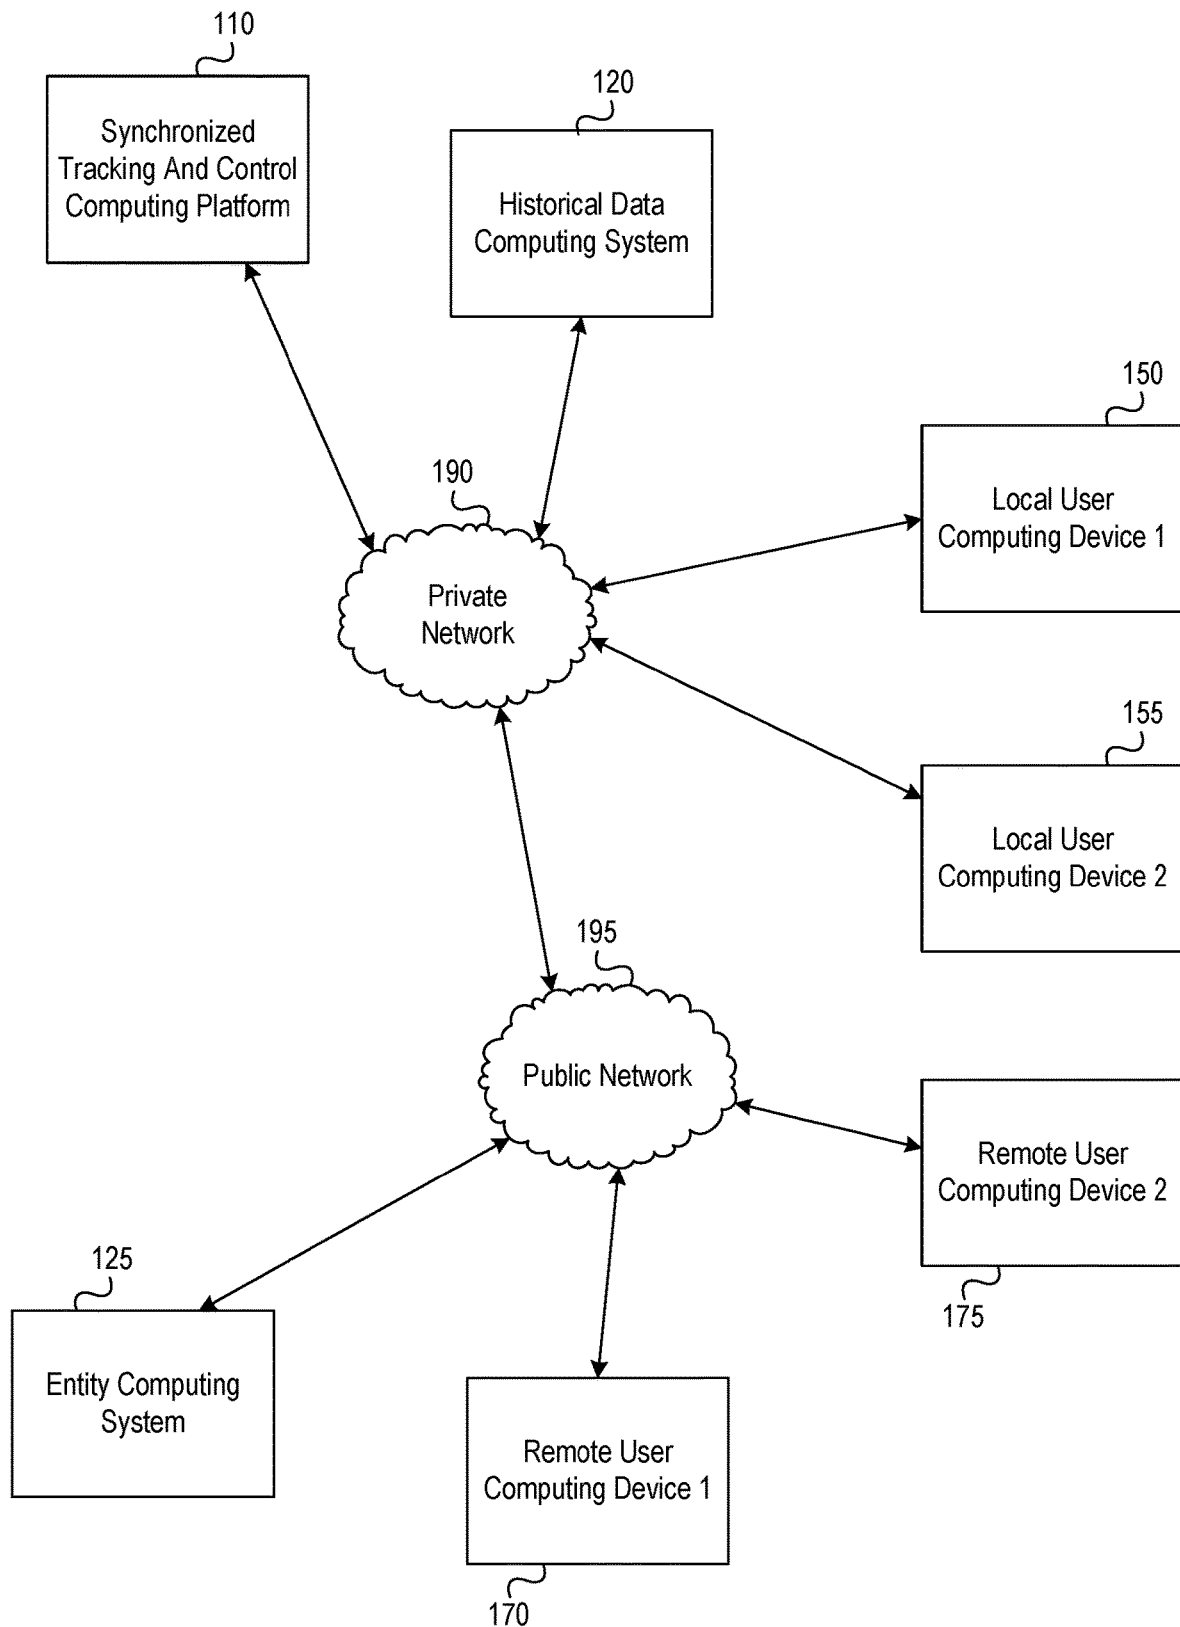 110
Synchronized
Tracking And Control
Computing Platform
120
Historical Data
Computing System
150
Local User
Computing Device 1
190
Private
Network
155
Local User
Computing Device 2
195
Public Network
Remote User
Computing Device 2
175
125
Entity Computing
System
Remote User
Computing Device 1
170